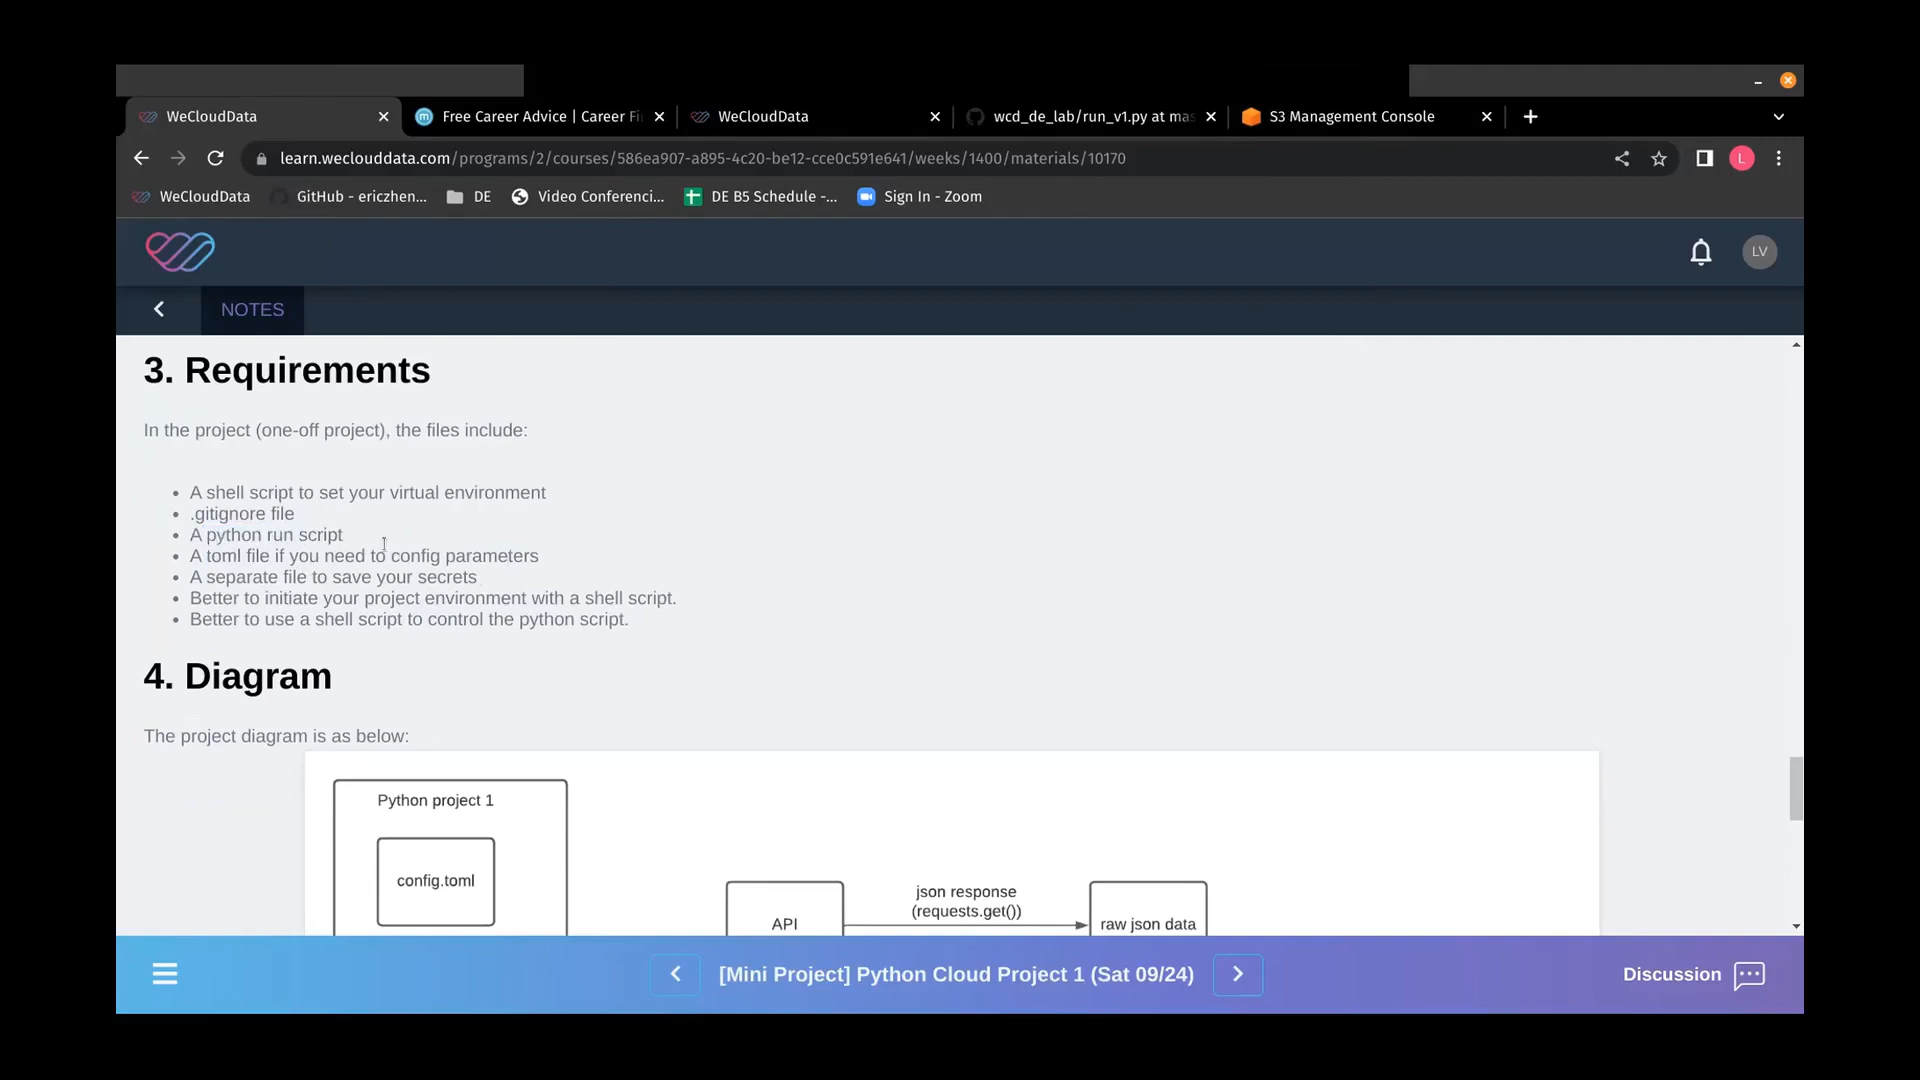 WeCloudData
Free Career Advice | Career Fi
WeCloudData
wcd_de_lab/run_v1.py at mas
S3 Management Console
learn.weclouddata.com/programs/2/courses/586ea907-a895-4c20-be12-cce0c591e641/weeks/1400/materials/10170
L
WeCloudData
GitHub - ericzhen...
DE
Video Conferenci...
DE B5 Schedule -...
Sign In - Zoom
LV
NOTES
3. Requirements
In the project (one-off project), the files include:
• A shell script to set your virtual environment
• .gitignore file
• A python run script
• A toml file if you need to config parameters
• A separate file to save your secrets
• Better to initiate your project environment with a shell script.
• Better to use a shell script to control the python script.
4. Diagram
The project diagram is as below:
Python project 1
config.toml
API
json response
(requests.get())
raw json data
[Mini Project] Python Cloud Project 1 (Sat 09/24)
Discussion